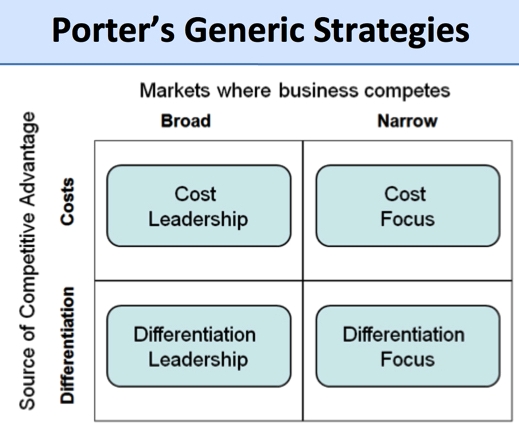 Porter's Generic Strategies
Markets where business competes
Broad
Narrow
Source of Competitive Advantage
Costs
Cost
Leadership
Cost
Focus
Differentiation
Differentiation
Leadership
Differentiation
Focus